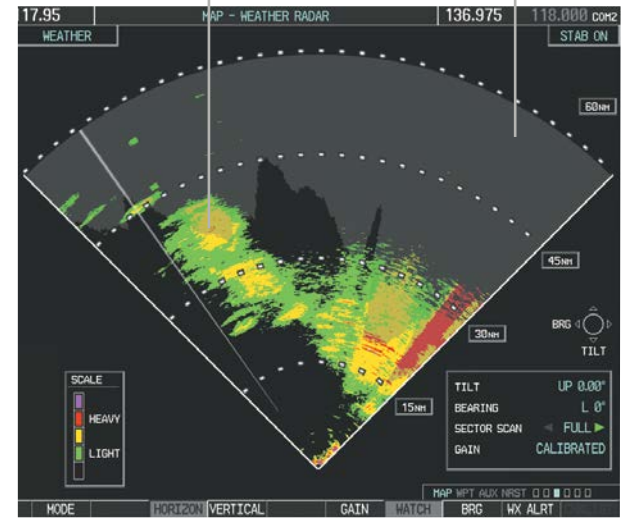 17.95 MAP - WEATHER RADAR 136.975 118.000 COM2
WEATHER STAB ON
60NM
45NM
BRG
30NM
TILT
SCALE
HEAVY
LIGHT
15NM
TILT UP 0.00°
BEARING L 0°
SECTOR SCAN FULL
GAIN CALIBRATED
MAP WPT AUX NRST
MODE HORIZON VERTICAL GAIN WATCH BRG WX ALRT